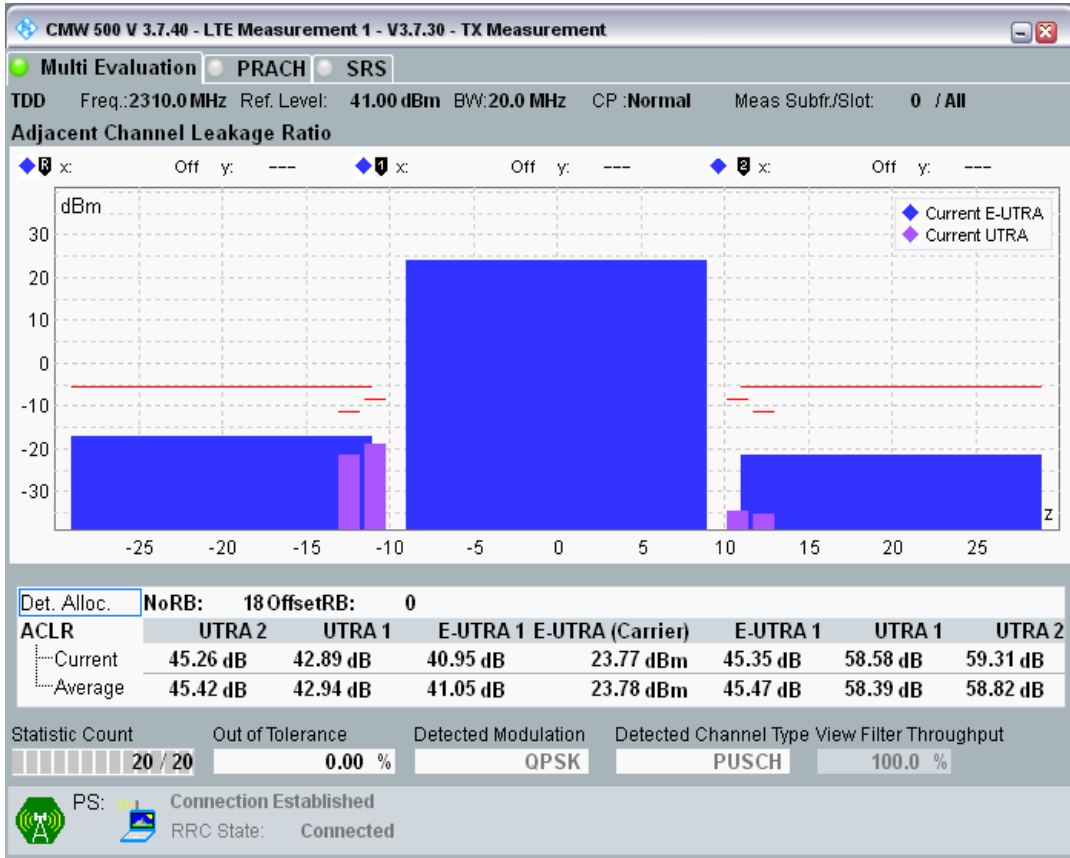 CMW 500 V 3.7.40 - LTE Measurement 1 - V3.7.30 - TX Measurement
Multi Evaluation PRACH SRS
TDD Freq.:2310.0 MHz Ref. Level: 41.00 dBm BW:20.0 MHz CP :Normal Meas Subfr./Slot: 0 / All
Adjacent Channel Leakage Ratio
R x: Off y: --- 1 x: Off y: --- 2 x: Off y: ---
dBm
Current E-UTRA
Current UTRA
30
20
10
0
-10
-20
-30
z
-25 -20 -15 -10 -5 0 5 10 15 20 25
Det. Alloc. NoRB: 18 OffsetRB: 0
ACLR UTRA 2 UTRA 1 E-UTRA 1 E-UTRA (Carrier) E-UTRA 1 UTRA 1 UTRA 2
Current 45.26 dB 42.89 dB 40.95 dB 23.77 dBm 45.35 dB 58.58 dB 59.31 dB
Average 45.42 dB 42.94 dB 41.05 dB 23.78 dBm 45.47 dB 58.39 dB 58.82 dB
Statistic Count Out of Tolerance Detected Modulation Detected Channel Type View Filter Throughput
20 / 20 0.00 % QPSK PUSCH 100.0 %
PS: Connection Established
RRC State: Connected